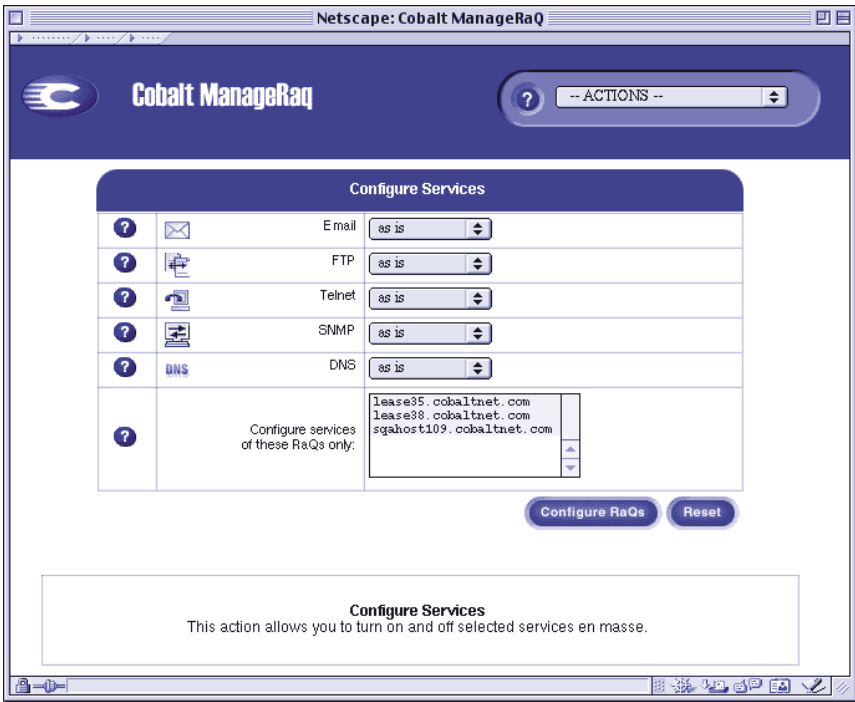 Netscape: Cobalt ManageRaQ
Cobalt ManageRaq
? -- ACTIONS --
Configure Services
? Email as is
? FTP as is
? Telnet as is
? SNMP as is
? DNS DNS as is
lease35.cobaltnet.com
lease38.cobaltnet.com
? Configure services sqahost109.cobaltnet.com
of these RaQs only:
Configure RaQs Reset
Configure Services
This action allows you to turn on and off selected services en masse.